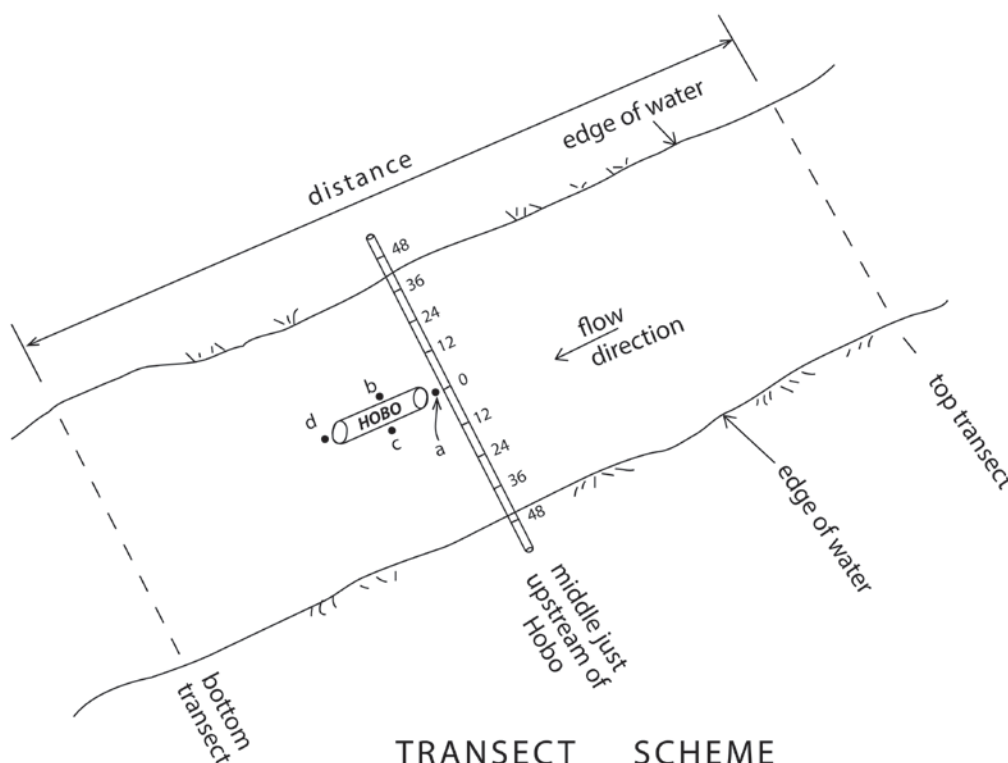 distance
edge of water
48
36
24
12
0
12
24
36
48
flow
direction
b
HOBO
d
c
a
top transect
edge of water
middle just
upstream of
Hobo
bottom
transect
TRANSECT SCHEME